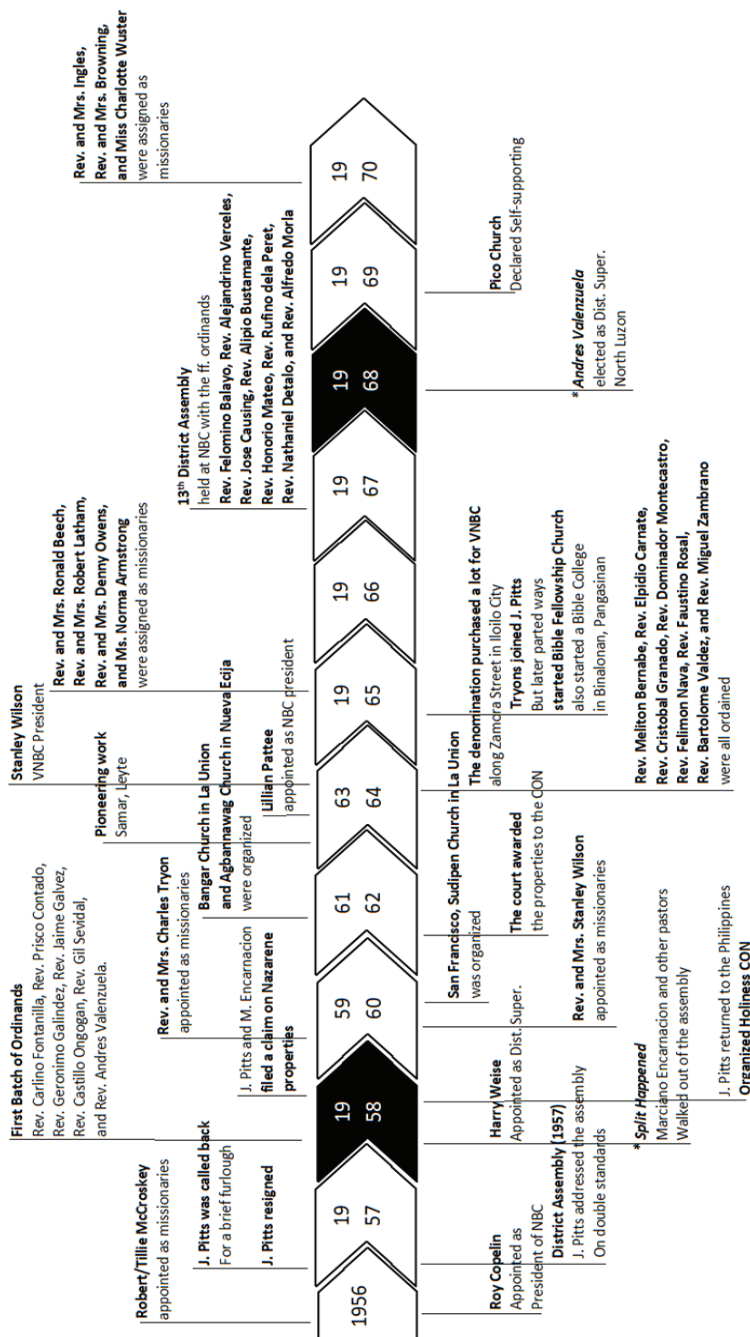 Robert/Tillie McCroskey
appointed as missionaries
J. Pitts was called back
For a brief furlough
J. Pitts resigned
First Batch of Ordinands
Rev. Carlino Fontanilla, Rev. Prisco Contado,
Rev. Geronimo Galindez, Rev. Jaime Galvez,
Rev. Castillo Ongogan, Rev. Gil Sevidal,
and Rev. Andres Valenzuela.
Rev. and Mrs. Charles Tryon
appointed as missionaries
J. Pitts and M. Encarnacion
filed a claim on Nazarene
properties
Bangar Church in La Union
and Agbannawag Church in Nueva Ecija
were organized
Pioneering work
Samar, Leyte
Stanley Wilson
VNBC President
Lillian Pattee
appointed as NBC president
Rev. and Mrs. Ronald Beech,
Rev. and Mrs. Robert Latham,
Rev. and Mrs. Denny Owens,
and Ms. Norma Armstrong
were assigned as missionaries
13th District Assembly
held at NBC with the ff. ordinands
Rev. Felomino Balayo, Rev. Alejandrino Verceles,
Rev. Jose Causing, Rev. Alipio Bustamante,
Rev. Honorio Mateo, Rev. Rufino dela Peret,
Rev. Nathaniel Detalo, and Rev. Alfredo Morla
Rev. and Mrs. Ingles,
Rev. and Mrs. Browning,
and Miss Charlotte Wuster
were assigned as
missionaries
1956
19
57
19
58
59
60
61
62
63
64
19
65
19
66
19
67
19
68
19
69
19
70
Roy Copelin
Appointed as
President of NBC
District Assembly (1957)
J. Pitts addressed the assembly
On double standards
Harry Weise
Appointed as Dist. Super.
* Split Happened
Marciano Encarnacion and other pastors
Walked out of the assembly
J. Pitts returned to the Philippines
Organized Holiness CON
Rev. and Mrs. Stanley Wilson
appointed as missionaries
San Francisco, Sudipen Church in La Union
was organized
The court awarded
the properties to the CON
The denomination purchased a lot for VNBC
along Zamora Street in Iloilo City
Rev. Meliton Bernabe, Rev. Elpidio Carnate,
Rev. Cristobal Granado, Rev. Dominador Montecastro,
Rev. Felimon Nava, Rev. Faustino Rosal,
Rev. Bartolome Valdez, and Rev. Miguel Zambrano
were all ordained
Tryons joined J. Pitts
But later parted ways
started Bible Fellowship Church
also started a Bible College
in Binalonan, Pangasinan
* Andres Valenzuela
elected as Dist. Super.
North Luzon
Pico Church
Declared Self-supporting